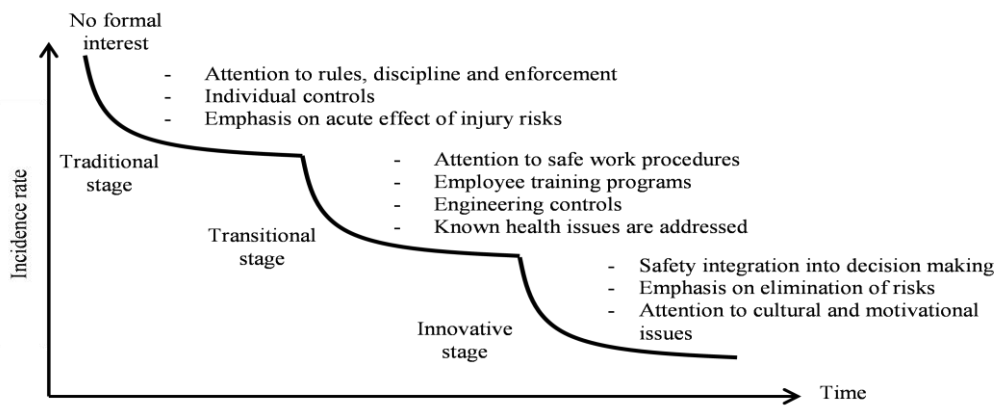 No formal
interest
- Attention to rules, discipline and enforcement
- Individual controls
- Emphasis on acute effect of injury risks
Traditional
stage
- Attention to safe work procedures
- Employee training programs
- Engineering controls
- Known health issues are addressed
Transitional
stage
- Safety integration into decision making
- Emphasis on elimination of risks
- Attention to cultural and motivational
issues
Innovative
stage
Incidence rate
Time